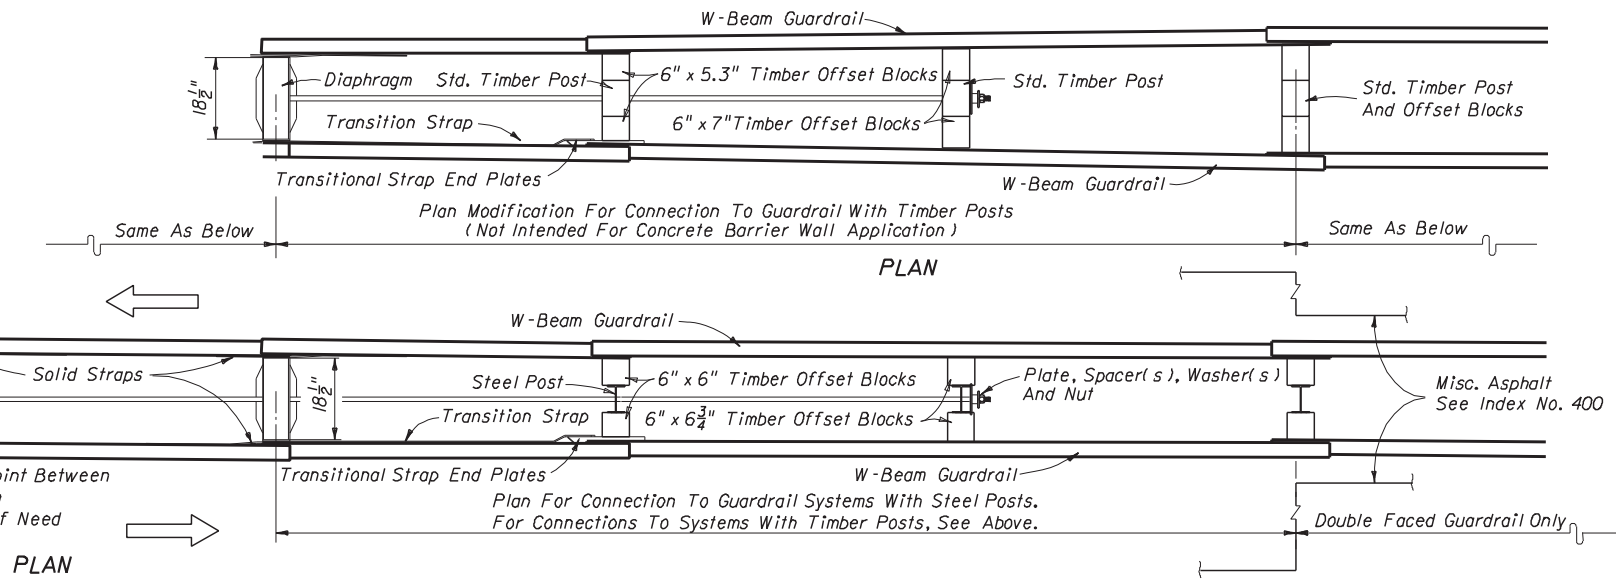 W-Beam Guardrail
Diaphragm
Std. Timber Post
6" x 5.3" Timber Offset Blocks
Std. Timber Post
18 1/2"
Std. Timber Post
And Offset Blocks
Transition Strap
6" x 7" Timber Offset Blocks
Transitional Strap End Plates
W-Beam Guardrail
Plan Modification For Connection To Guardrail With Timber Posts
(Not Intended For Concrete Barrier Wall Application)
Same As Below
Same As Below
PLAN
W-Beam Guardrail
Solid Straps
18 1/2"
Steel Post
6" x 6" Timber Offset Blocks
Plate, Spacer(s), Washer(s)
And Nut
Misc. Asphalt
See Index No. 400
Transition Strap
6" x 6 3/4" Timber Offset Blocks
oint Between
Transitional Strap End Plates
W-Beam Guardrail
f Need
Plan For Connection To Guardrail Systems With Steel Posts.
For Connections To Systems With Timber Posts, See Above.
Double Faced Guardrail Only
PLAN